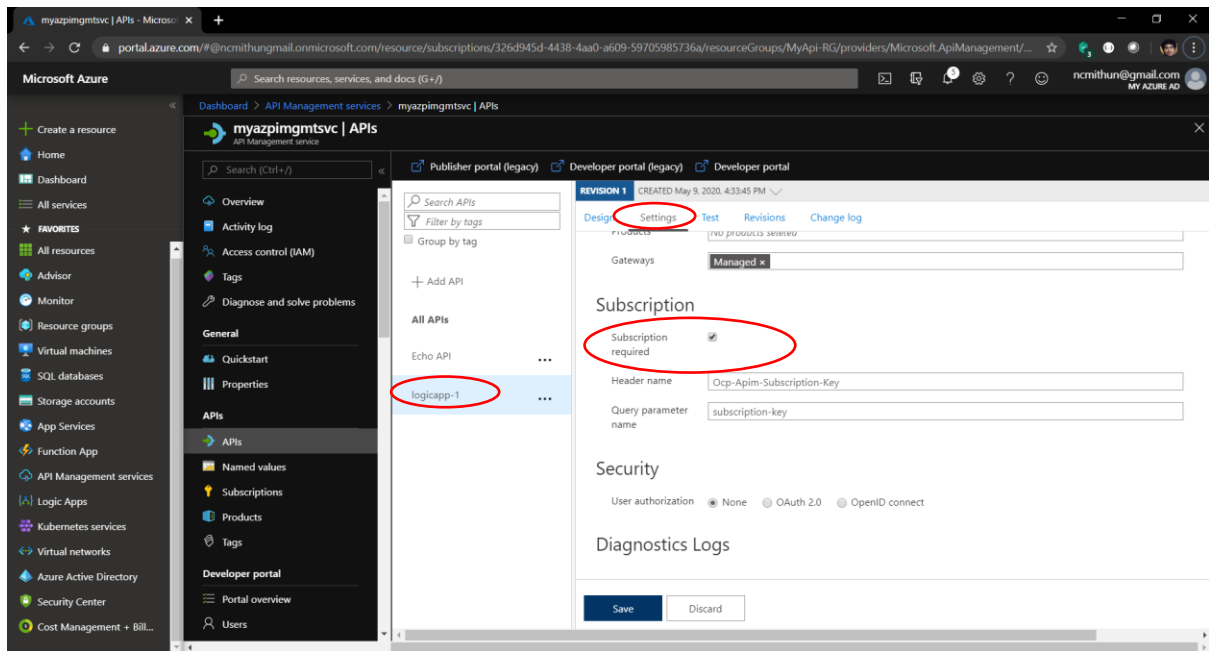 myazpimgmtsvc | APIs - Microso
portal.azure.com/#@ncmithungmail.onmicrosoft.com/resource/subscriptions/326d945d-4438-4aa0-a609-59705985736a/resourceGroups/MyApi-RG/providers/Microsoft.ApiManagement/...
Microsoft Azure
Search resources, services, and docs (G+/)
ncmithun@gmail.com
MY AZURE AD
Dashboard > API Management services > myazpimgmtsvc | APIs
Create a resource
Home
Dashboard
All services
FAVORITES
All resources
Advisor
Monitor
Resource groups
Virtual machines
SQL databases
Storage accounts
App Services
Function App
API Management services
Logic Apps
Kubernetes services
Virtual networks
Azure Active Directory
Security Center
Cost Management + Bill...
myazpimgmtsvc | APIs
API Management service
Search (Ctrl+/)
Overview
Activity log
Access control (IAM)
Tags
Diagnose and solve problems
General
Quickstart
Properties
APIs
APIs
Named values
Subscriptions
Products
Tags
Developer portal
Portal overview
Users
Publisher portal (legacy) Developer portal (legacy) Developer portal
Search APIs
Filter by tags
Group by tag
+ Add API
All APIs
Echo API ...
logicapp-1 ...
REVISION 1 CREATED May 9, 2020, 4:33:45 PM
Design Settings Test Revisions Change log
Products No products seleted
Gateways Managed ×
Subscription
Subscription
required
Header name Ocp-Apim-Subscription-Key
Query parameter
name
subscription-key
Security
User authorization None OAuth 2.0 OpenID connect
Diagnostics Logs
Save Discard